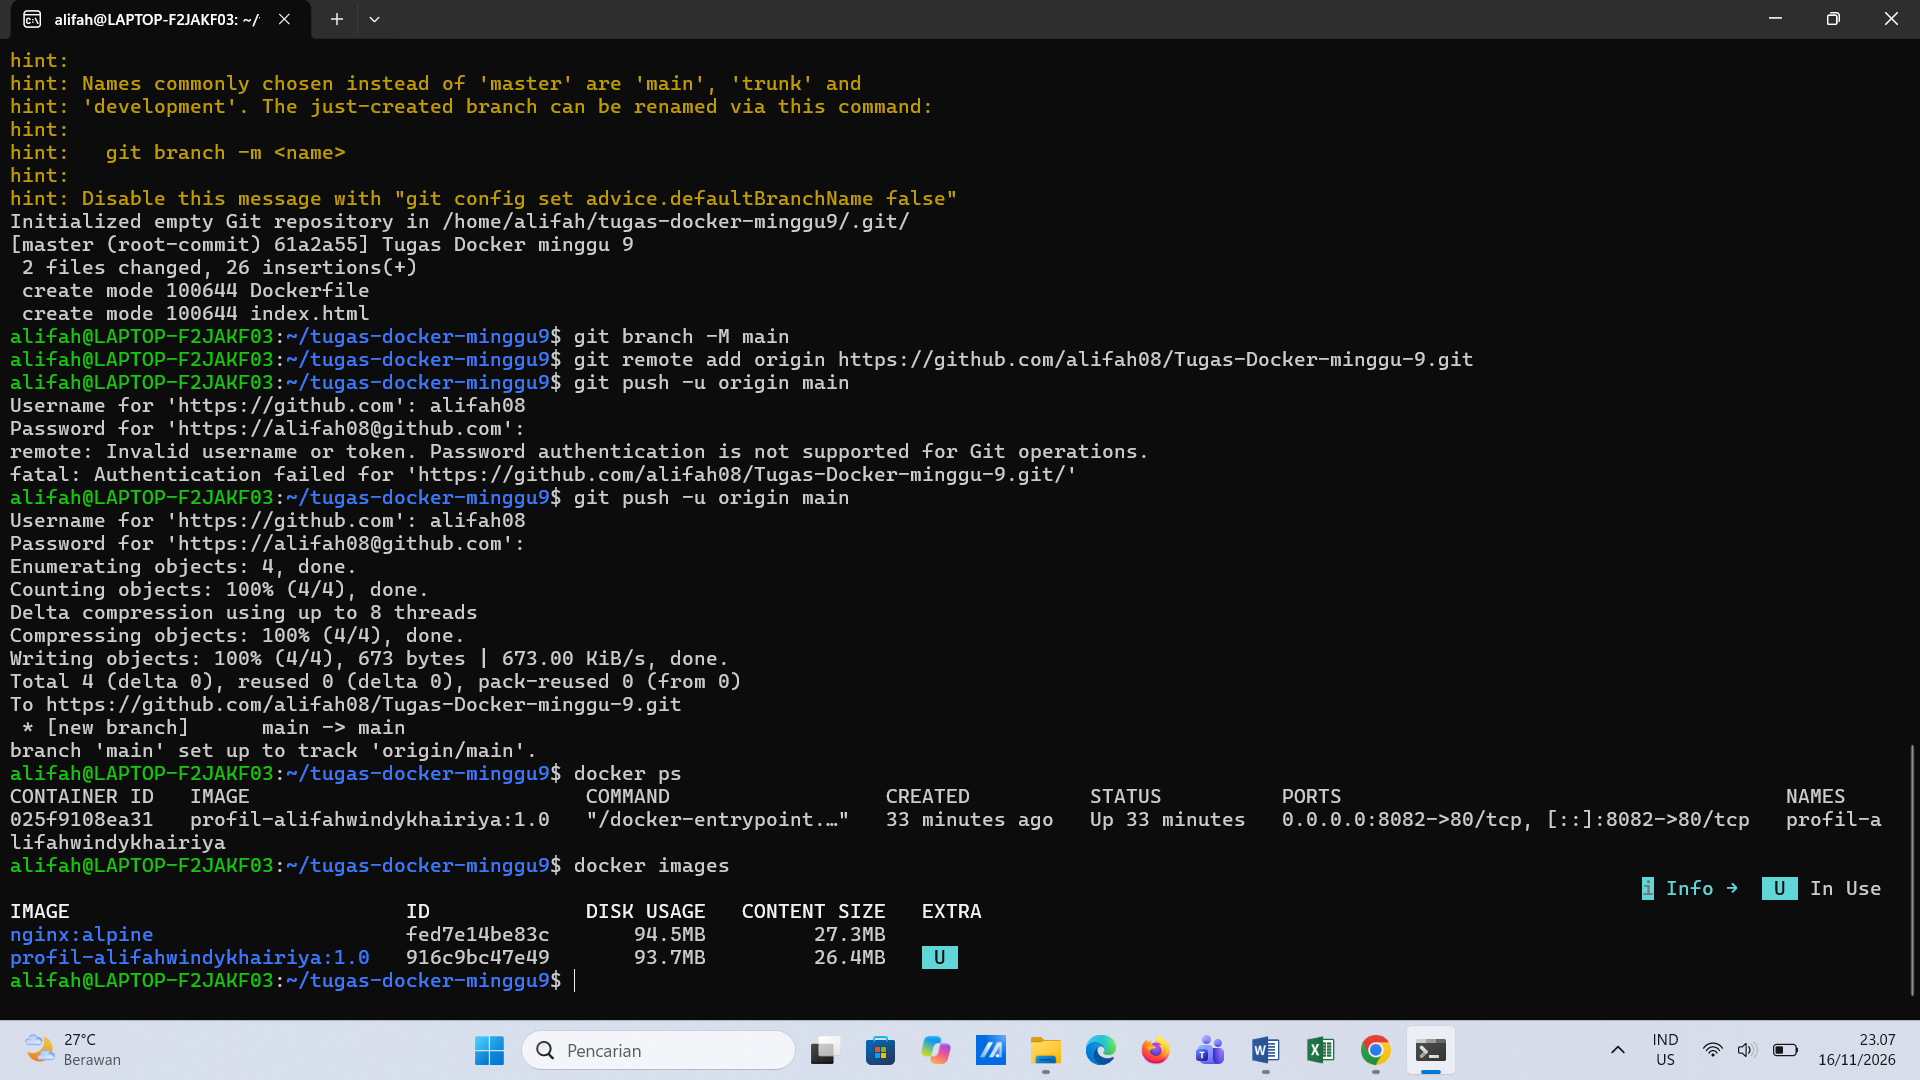 alifah@LAPTOP-F2JAKF03: ~/
hint:
hint: Names commonly chosen instead of 'master' are 'main', 'trunk' and
hint: 'development'. The just-created branch can be renamed via this command:
hint:
hint:   git branch -m <name>
hint:
hint: Disable this message with "git config set advice.defaultBranchName false"
Initialized empty Git repository in /home/alifah/tugas-docker-minggu9/.git/
[master (root-commit) 61a2a55] Tugas Docker minggu 9
 2 files changed, 26 insertions(+)
 create mode 100644 Dockerfile
 create mode 100644 index.html
alifah@LAPTOP-F2JAKF03:~/tugas-docker-minggu9$ git branch -M main
alifah@LAPTOP-F2JAKF03:~/tugas-docker-minggu9$ git remote add origin https://github.com/alifah08/Tugas-Docker-minggu-9.git
alifah@LAPTOP-F2JAKF03:~/tugas-docker-minggu9$ git push -u origin main
Username for 'https://github.com': alifah08
Password for 'https://alifah08@github.com':
remote: Invalid username or token. Password authentication is not supported for Git operations.
fatal: Authentication failed for 'https://github.com/alifah08/Tugas-Docker-minggu-9.git/'
alifah@LAPTOP-F2JAKF03:~/tugas-docker-minggu9$ git push -u origin main
Username for 'https://github.com': alifah08
Password for 'https://alifah08@github.com':
Enumerating objects: 4, done.
Counting objects: 100% (4/4), done.
Delta compression using up to 8 threads
Compressing objects: 100% (4/4), done.
Writing objects: 100% (4/4), 673 bytes | 673.00 KiB/s, done.
Total 4 (delta 0), reused 0 (delta 0), pack-reused 0 (from 0)
To https://github.com/alifah08/Tugas-Docker-minggu-9.git
 * [new branch]      main -> main
branch 'main' set up to track 'origin/main'.
alifah@LAPTOP-F2JAKF03:~/tugas-docker-minggu9$ docker ps
CONTAINER ID   IMAGE                            COMMAND                  CREATED          STATUS          PORTS                                     NAMES
025f9108ea31   profil-alifahwindykhairiya:1.0   "/docker-entrypoint.…"   33 minutes ago   Up 33 minutes   0.0.0.0:8082->80/tcp, [::]:8082->80/tcp   profil-a
lifahwindykhairiya
alifah@LAPTOP-F2JAKF03:~/tugas-docker-minggu9$ docker images
i Info →   U  In Use
IMAGE                            ID             DISK USAGE   CONTENT SIZE   EXTRA
nginx:alpine                     fed7e14be83c       94.5MB         27.3MB
profil-alifahwindykhairiya:1.0   916c9bc47e49       93.7MB         26.4MB    U
alifah@LAPTOP-F2JAKF03:~/tugas-docker-minggu9$
27°C
Berawan
Pencarian
IND
US
23.07
16/11/2026